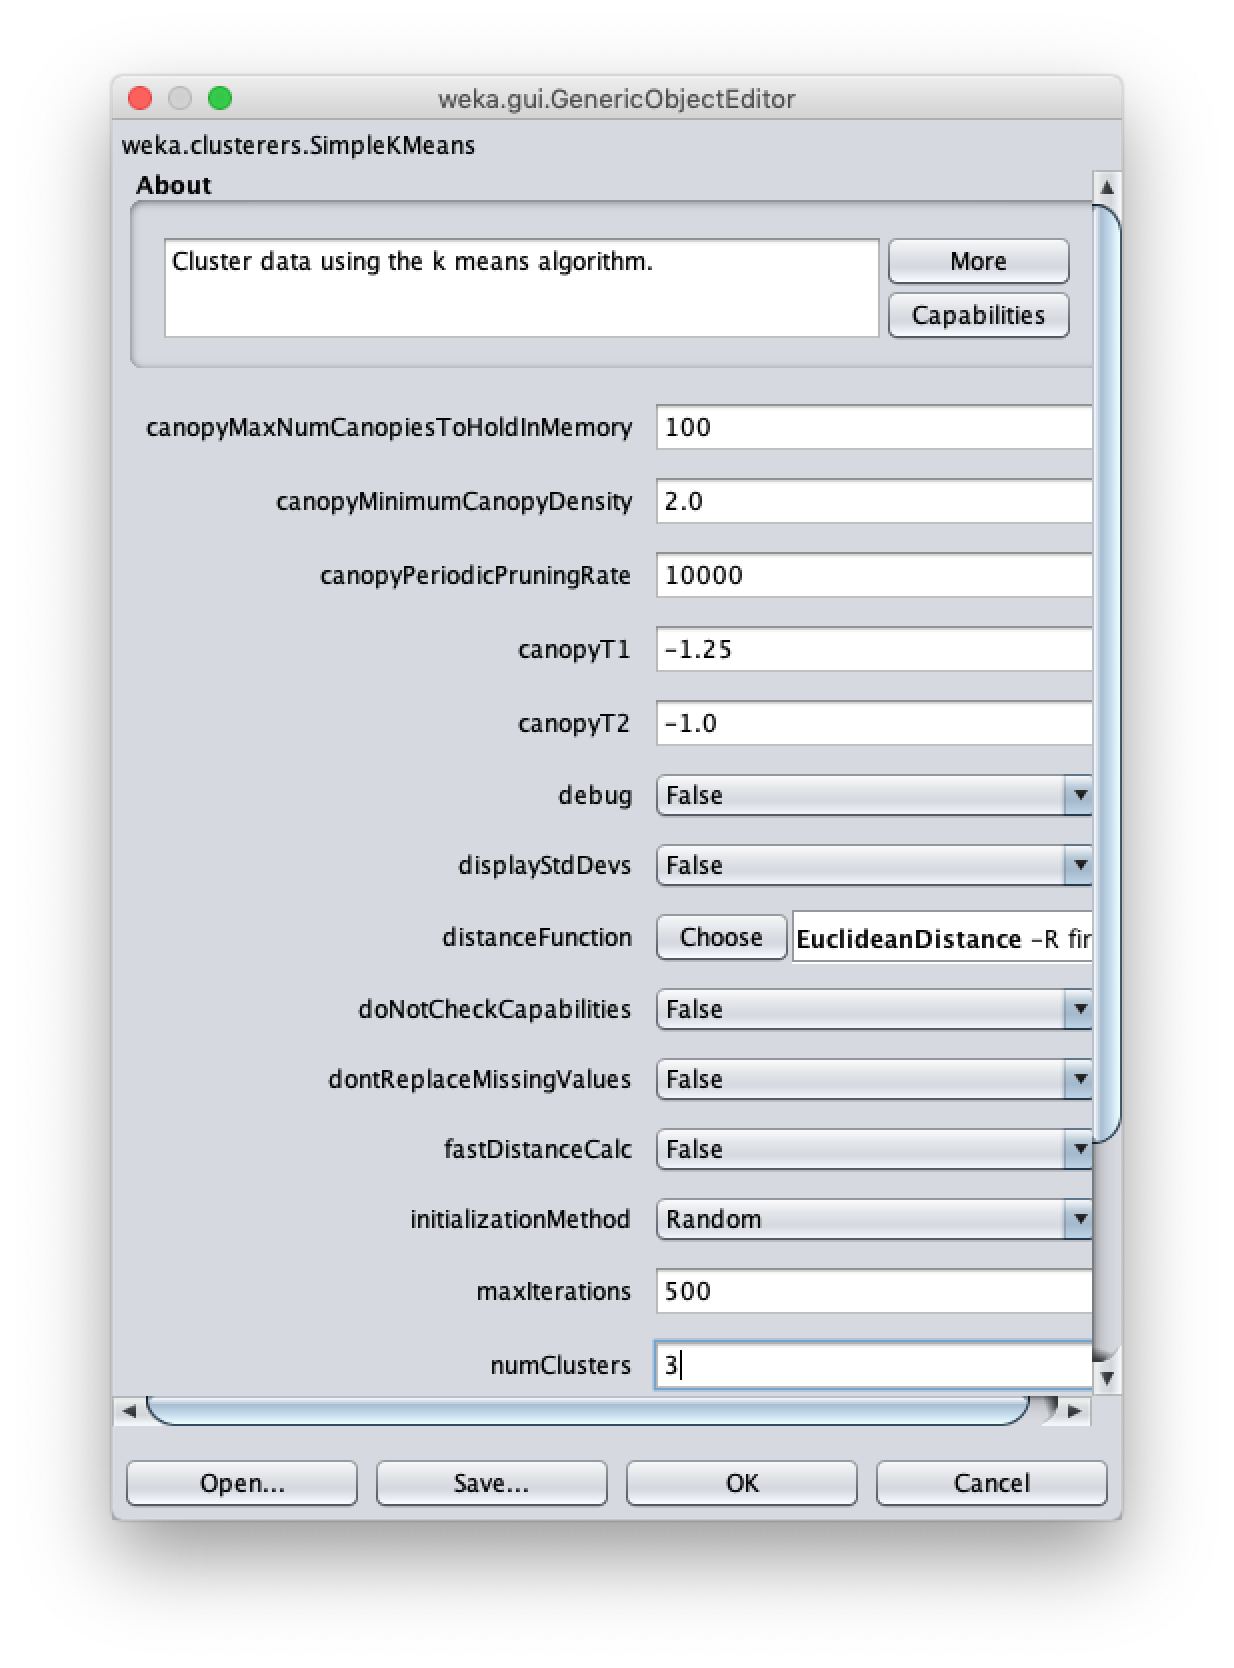 weka.gui.GenericObjectEditor
weka.clusterers.SimpleKMeans
About
Cluster data using the k means algorithm.
More
Capabilities
canopyMaxNumCanopiesToHoldInMemory 100
canopyMinimumCanopyDensity 2.0
canopyPeriodicPruningRate 10000
canopyT1 -1.25
canopyT2 -1.0
debug False
displayStdDevs False
distanceFunction Choose EuclideanDistance -R fir
doNotCheckCapabilities False
dontReplaceMissingValues False
fastDistanceCalc False
initializationMethod Random
maxIterations 500
numClusters 3
Open... Save... OK Cancel